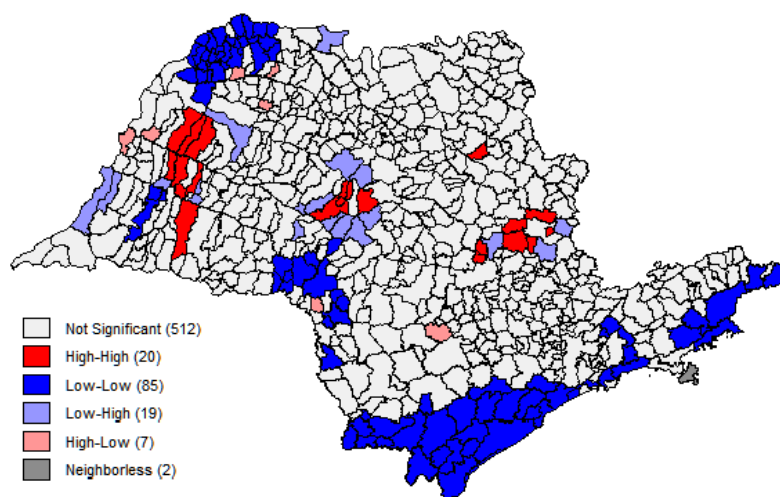 Not Significant (512)
High-High (20)
Low-Low (85)
Low-High (19)
High-Low (7)
Neighborless (2)